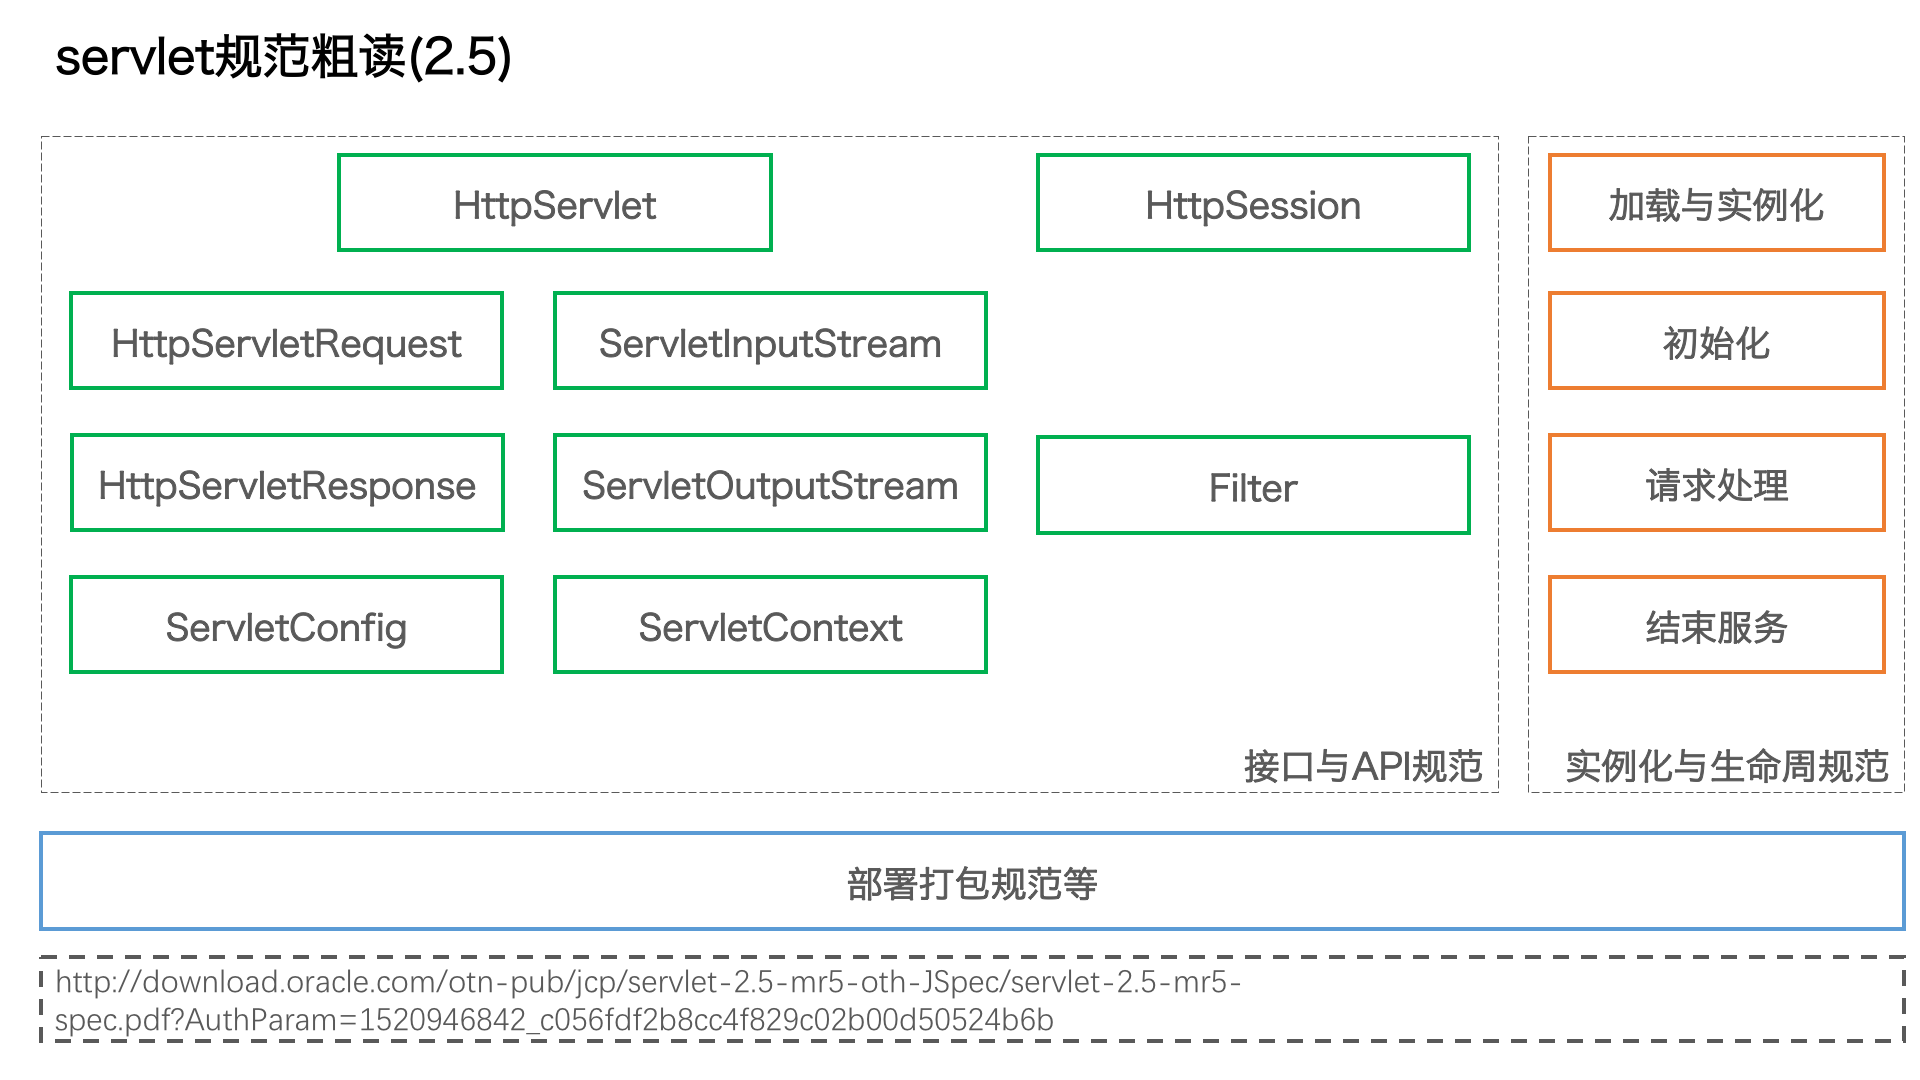 servlet规范粗读(2.5)
HttpServlet
HttpSession
加载与实例化
HttpServletRequest
ServletInputStream
初始化
HttpServletResponse
ServletOutputStream
Filter
请求处理
ServletConfig
ServletContext
结束服务
接口与API规范
实例化与生命周规范
部署打包规范等
http://download.oracle.com/otn-pub/jcp/servlet-2.5-mr5-oth-JSpec/servlet-2.5-mr5-
spec.pdf?AuthParam=1520946842_c056fdf2b8cc4f829c02b00d50524b6b